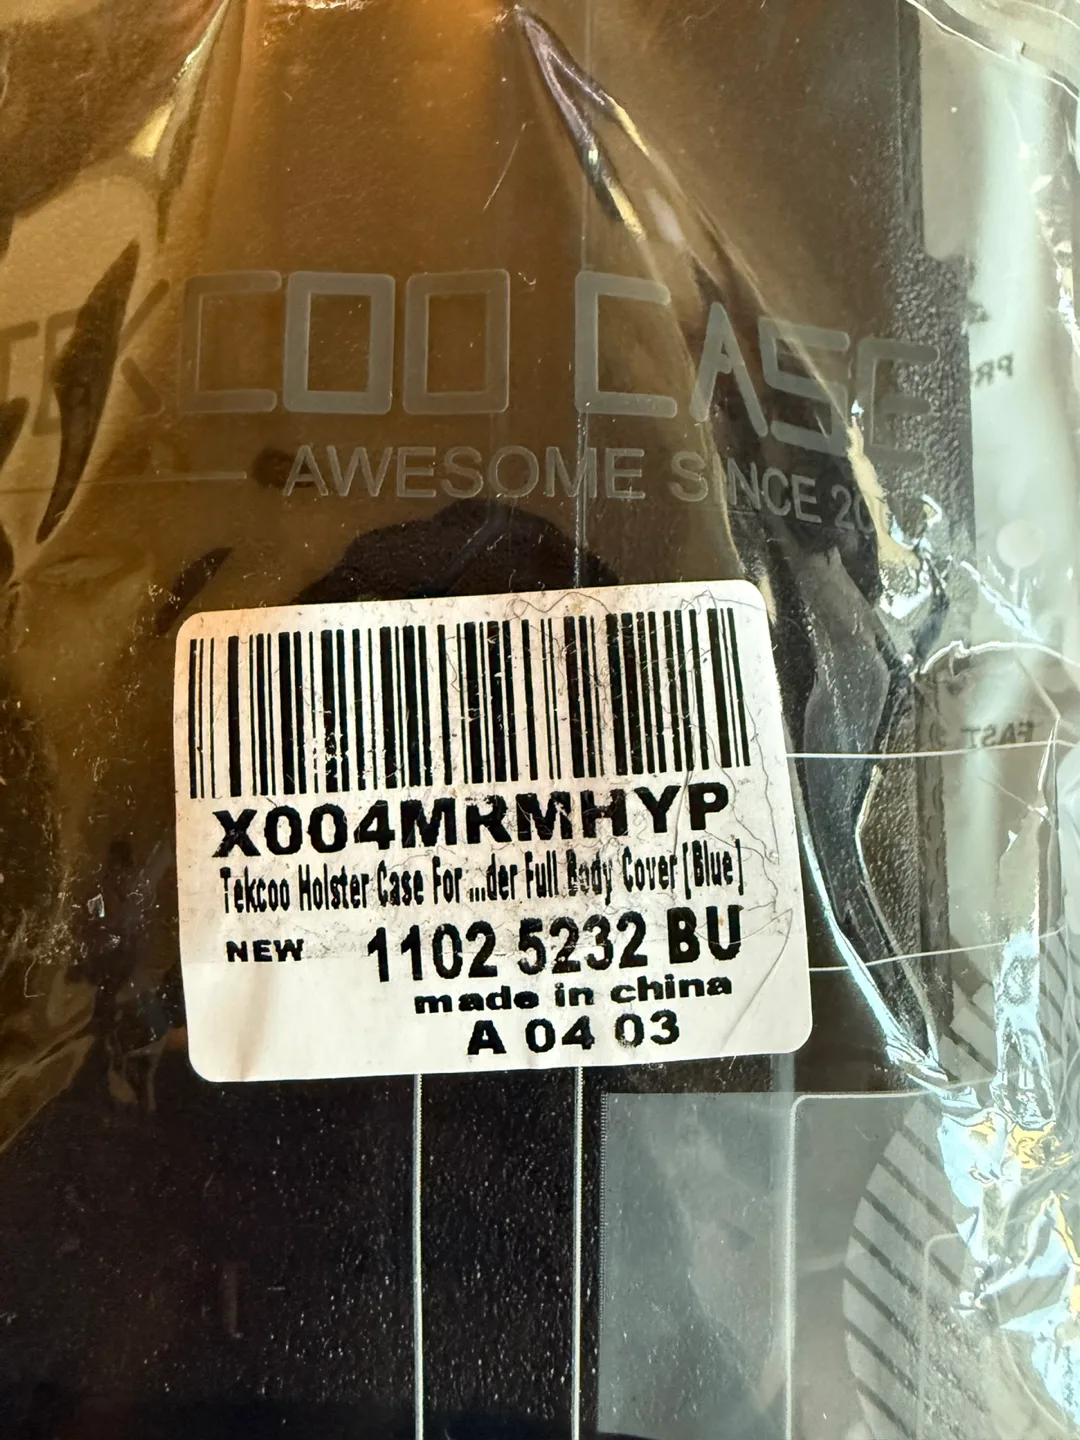 TEKCOO CASE
AWESOME SINCE
X004MRMHYP
Tekcoo Holster Case For ...der Full Body Cover [Blue]
NEW 1102 5232 BU
made in china
A 04 03